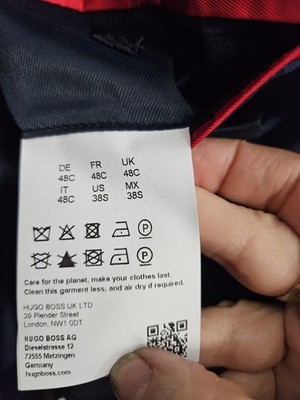 DE FR UK
48C 48C 48C
IT US MX
48C 38S 38S
P
P
Care for the planet, make your clothes last.
Clean this garment less, and air dry if required.
HUGO BOSS UK LTD
39 Plender Street
London, NW1 0DT
HUGO BOSS AG
Dieselstrasse 12
72555 Metzingen
Germany
hugoboss.com